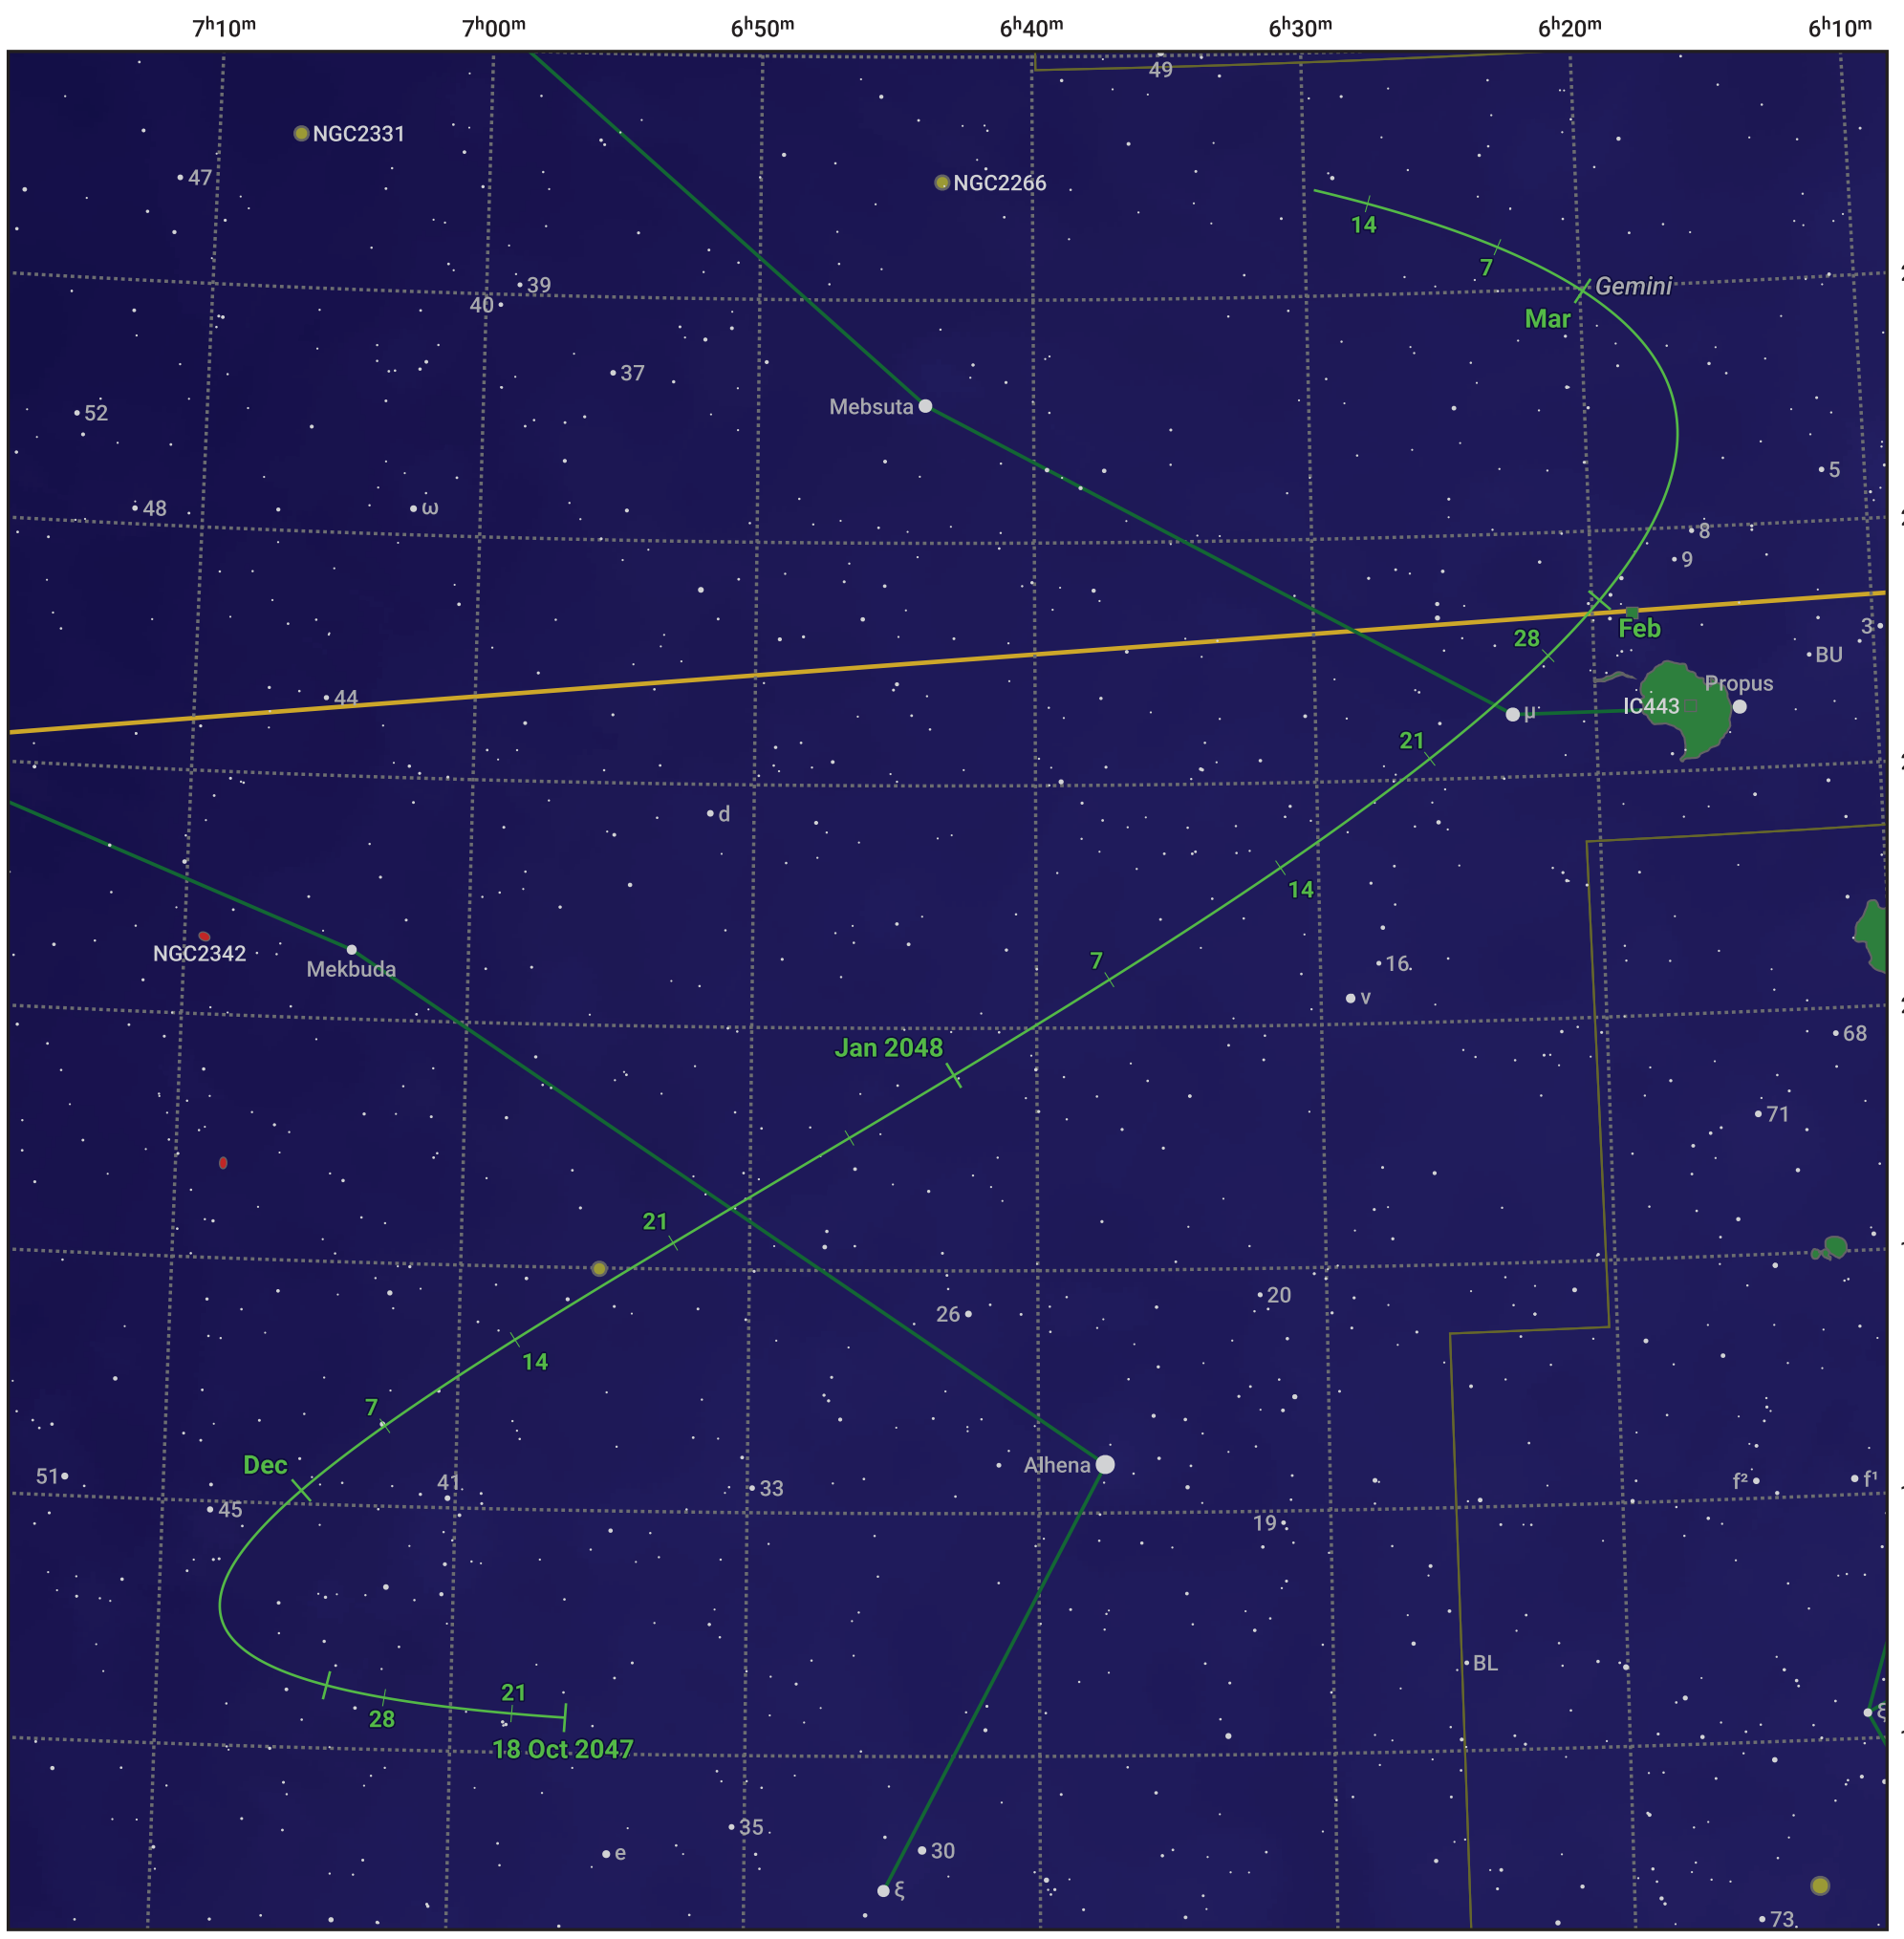 7h10m 7h00m 6h50m 6h40m 6h30m 6h20m 6h10m
49
NGC2331
47
NGC2266
14
7
Gemini
39
40
Mar
37
Mebsuta
52
5
48
ω
8
9
Feb
3
28
BU
44
Propus
IC443
μ
21
d
14
NGC2342
7
16
Mekbuda
ν
68
Jan 2048
71
21
20
26
14
7
Dec
Alhena
51
41
33
f²
f¹
45
19
BL
21
28
ξ
18 Oct 2047
35
e
30
ξ
73